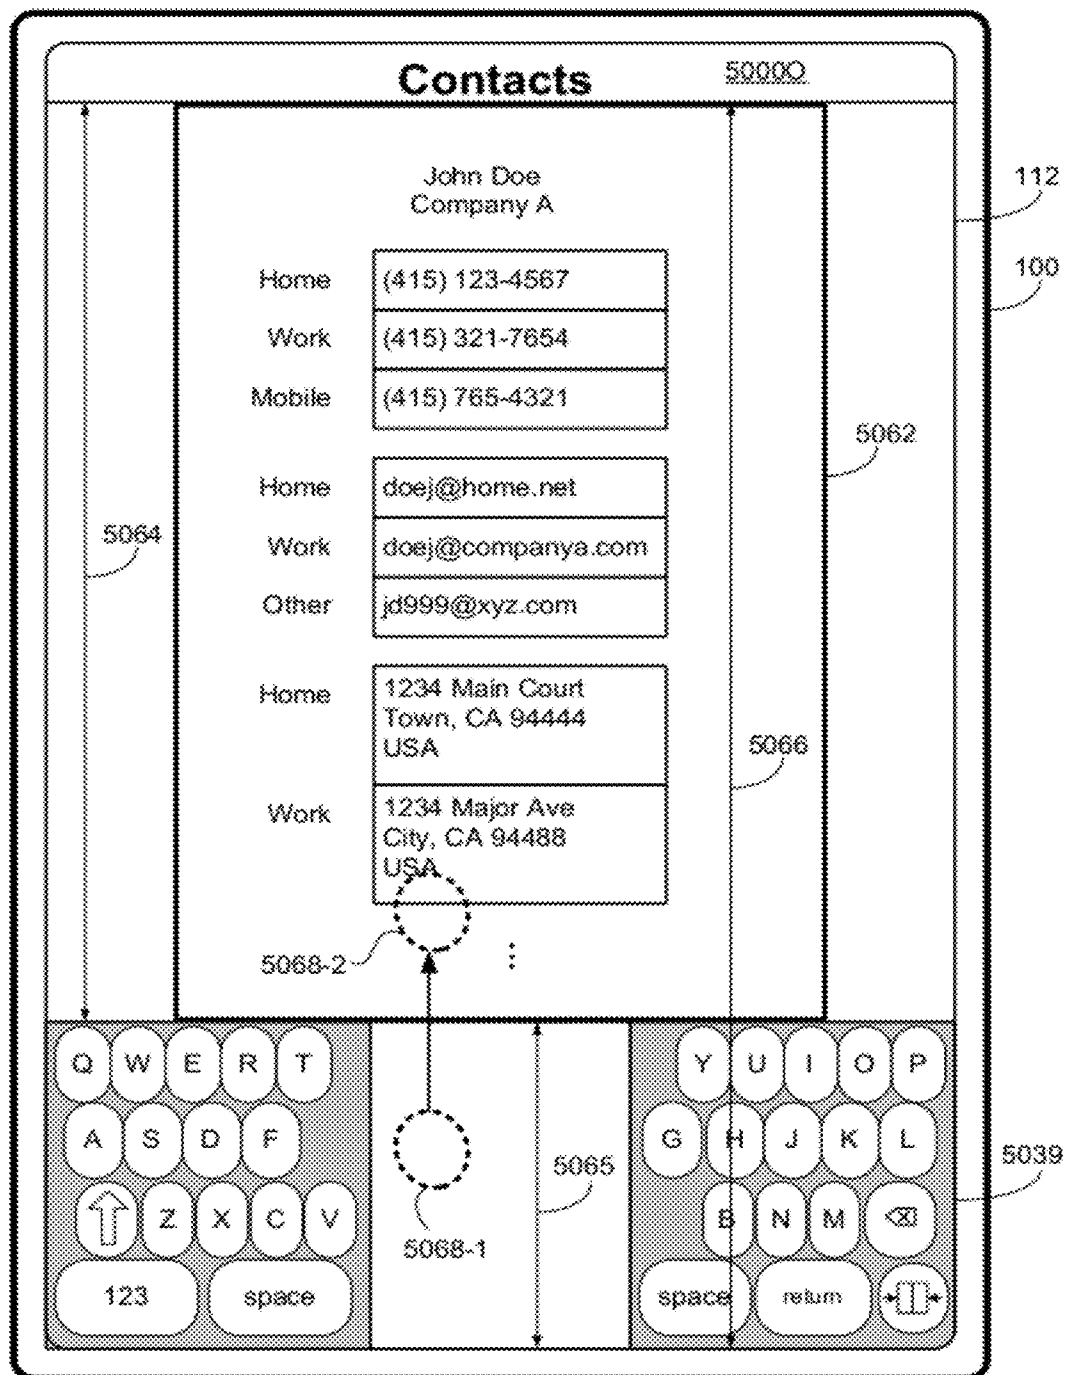 Contacts 5000O
John Doe
Company A
112
100
Home (415) 123-4567
Work (415) 321-7654
Mobile (415) 765-4321
5062
Home doej@home.net
5064
Work doej@companya.com
Other jd999@xyz.com
Home 1234 Main Court
Town, CA 94444
USA
5066
Work 1234 Major Ave
City, CA 94488
USA
5068-2
Q W E R T Y U I O P
A S D F G H J K L
5065
5039
Z X C V B N M
5068-1
123 space space return